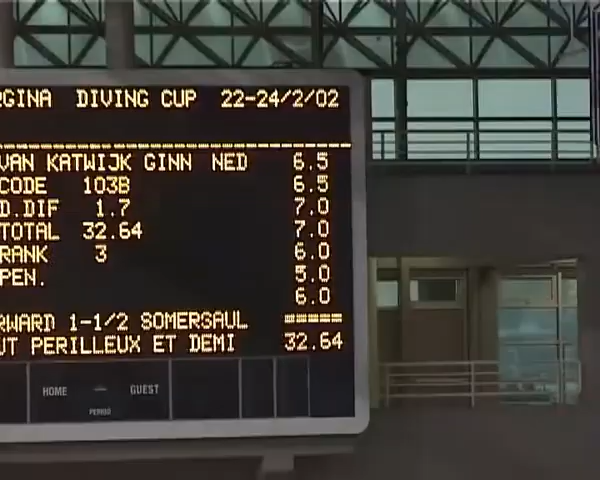 RGINA DIVING CUP 22-24/2/02
VAN KATWIJK GINN NED 6.5
CODE 103B 6.5
D.DIF 1.7 7.0
TOTAL 32.64 7.0
RANK 3 6.0
PEN. 5.0
6.0
RWARD 1-1/2 SOMERSAUL =====
UT PERILLEUX ET DEMI 32.64
HOME GUEST
PERIOD